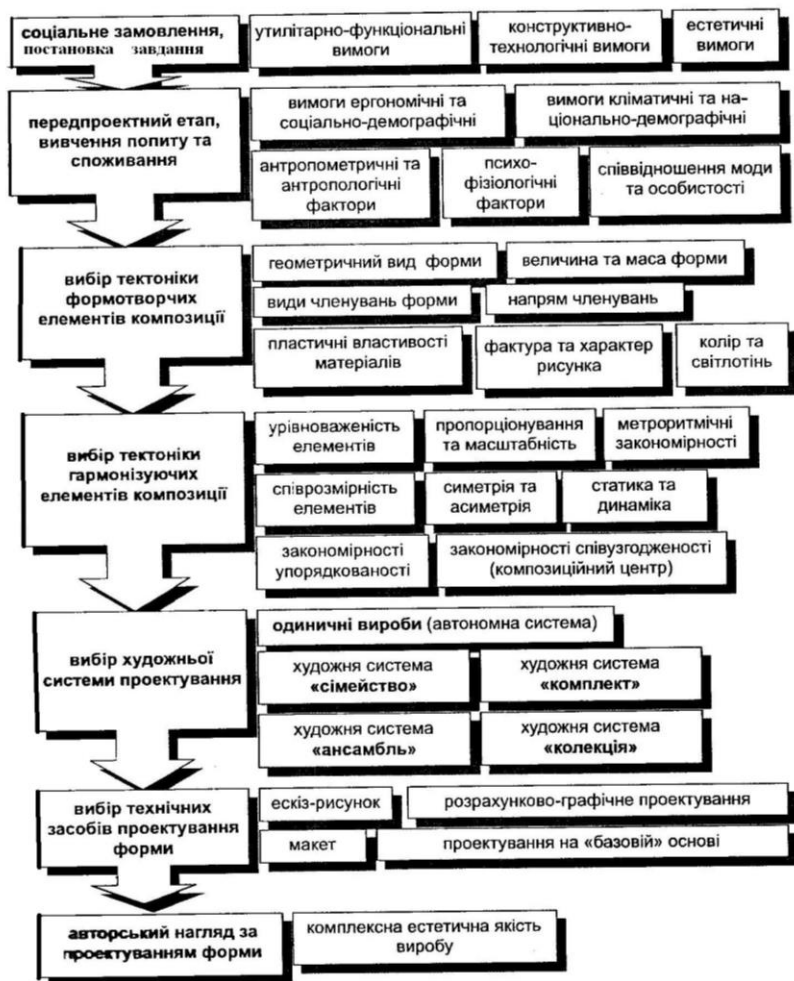 соціальне замовлення,
постановка завдання
утилітарно-функціональні
вимоги
конструктивно-
технологічні вимоги
естетичні
вимоги
передпроектний етап,
вивчення попиту та
споживання
вимоги ергономічні та
соціально-демографічні
вимоги кліматичні та на-
ціонально-демографічні
антропометричні та
антропологічні
фактори
психо-
фізіологічні
фактори
співвідношення моди
та особистості
вибір тектоніки
формотворчих
елементів композиції
геометричний вид форми
величина та маса форми
види членувань форми
напрям членувань
пластичні властивості
матеріалів
фактура та характер
рисунка
колір та
світлотінь
вибір тектоніки
гармонізуючих
елементів композиції
урівноваженість
елементів
пропорціонування
та масштабність
метроритмічні
закономірності
співрозмірність
елементів
симетрія та
асиметрія
статика та
динаміка
закономірності
упорядкованості
закономірності співузгодженості
(композиційний центр)
вибір художньої
системи проектування
одиничні вироби (автономна система)
художня система
«сімейство»
художня система
«комплект»
художня система
«ансамбль»
художня система
«колекція»
вибір технічних
засобів проектування
форми
ескіз-рисунок
розрахунково-графічне проектування
макет
проектування на «базовій» основі
авторський нагляд за
проектуванням форми
комплексна естетична якість
виробу